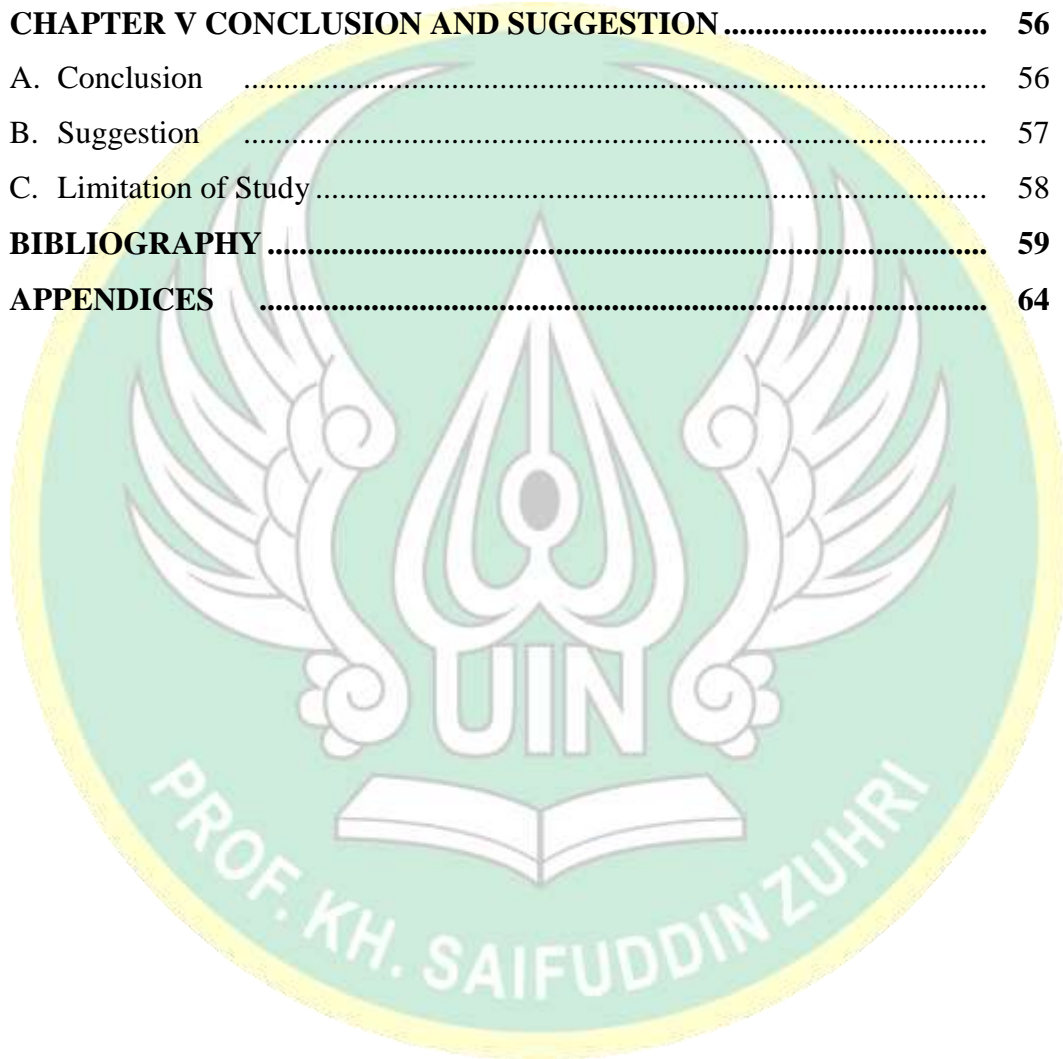 CHAPTER V CONCLUSION AND SUGGESTION ................................ 56
A. Conclusion ................................ 56
B. Suggestion ................................ 57
C. Limitation of Study ................................ 58
BIBLIOGRAPHY ................................ 59
APPENDICES ................................ 64
UIN
PROF. KH. SAIFUDDIN ZUHRI